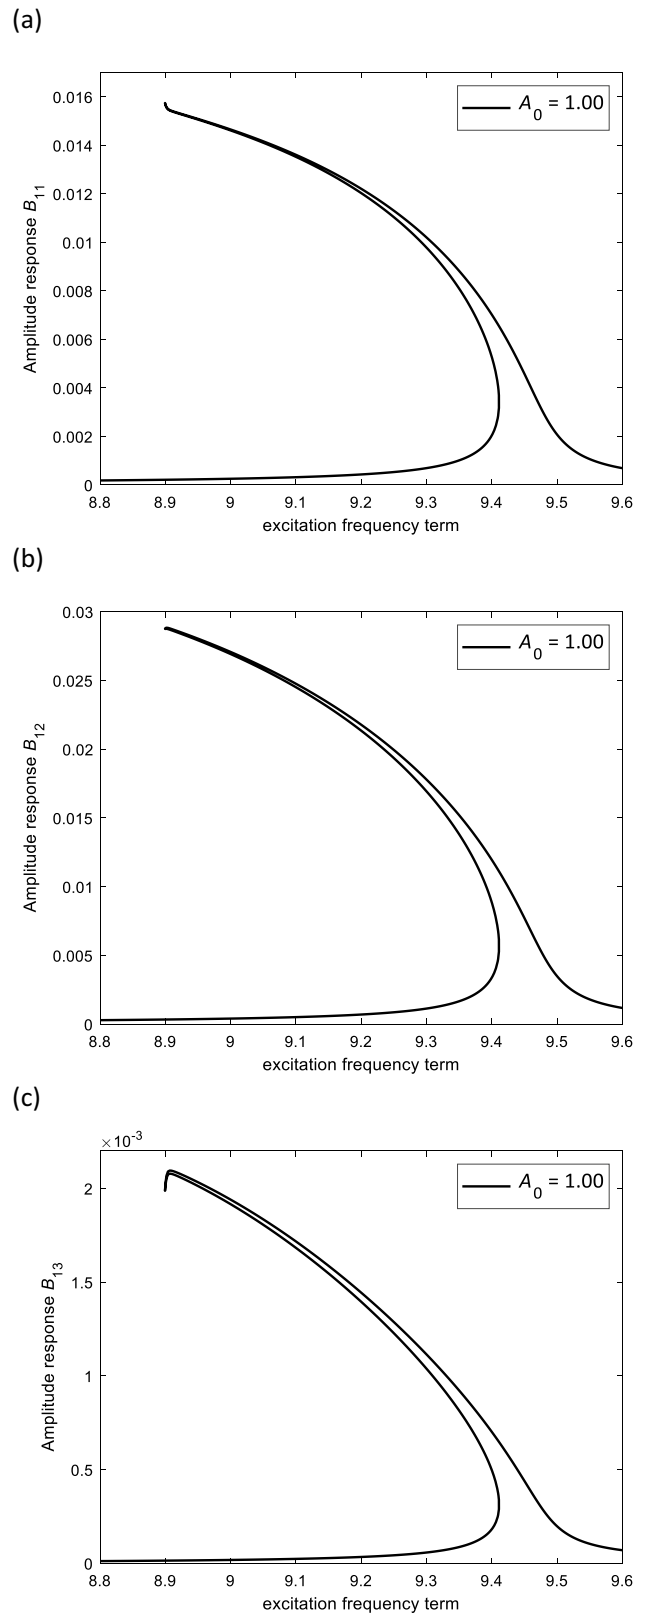 (a)
0.016
0.014
0.012
0.01
0.008
0.006
0.004
0.002
0
Amplitude response B11
A0 = 1.00
8.8 8.9 9 9.1 9.2 9.3 9.4 9.5 9.6
excitation frequency term
(b)
0.03
0.025
0.02
0.015
0.01
0.005
0
Amplitude response B12
A0 = 1.00
8.8 8.9 9 9.1 9.2 9.3 9.4 9.5 9.6
excitation frequency term
(c)
×10-3
2
1.5
1
0.5
0
Amplitude response B13
A0 = 1.00
8.8 8.9 9 9.1 9.2 9.3 9.4 9.5 9.6
excitation frequency term